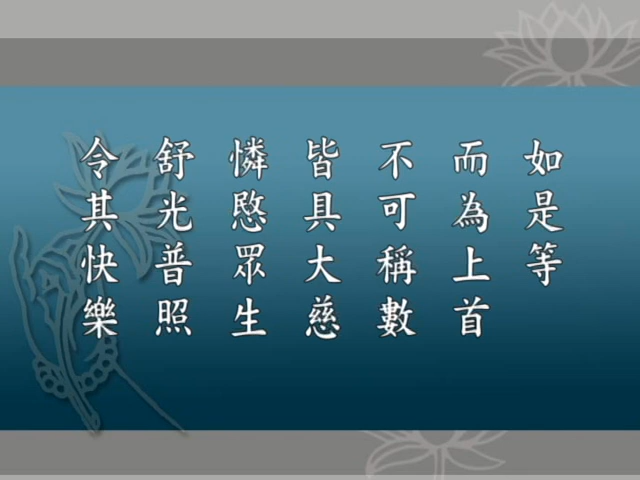 如是等
而為上首
不可稱數
皆具大慈
憐愍眾生
舒光普照
令其快樂